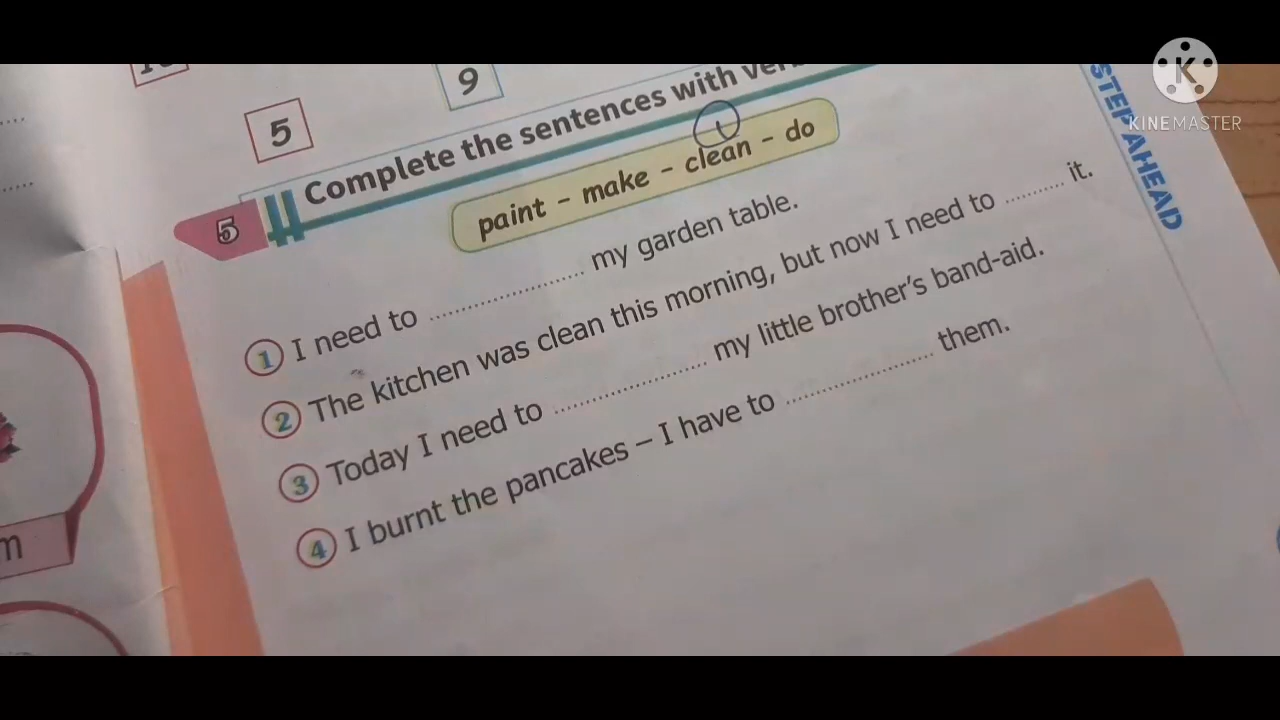 5
9
5 Complete the sentences with
paint - make - clean - do
1 I need to .......................... my garden table.
2 The kitchen was clean this morning, but now I need to .......... it.
3 Today I need to .......................... my little brother's band-aid.
4 I burnt the pancakes – I have to .......................... them.
STEP AHEAD
m
K
KINEMASTER